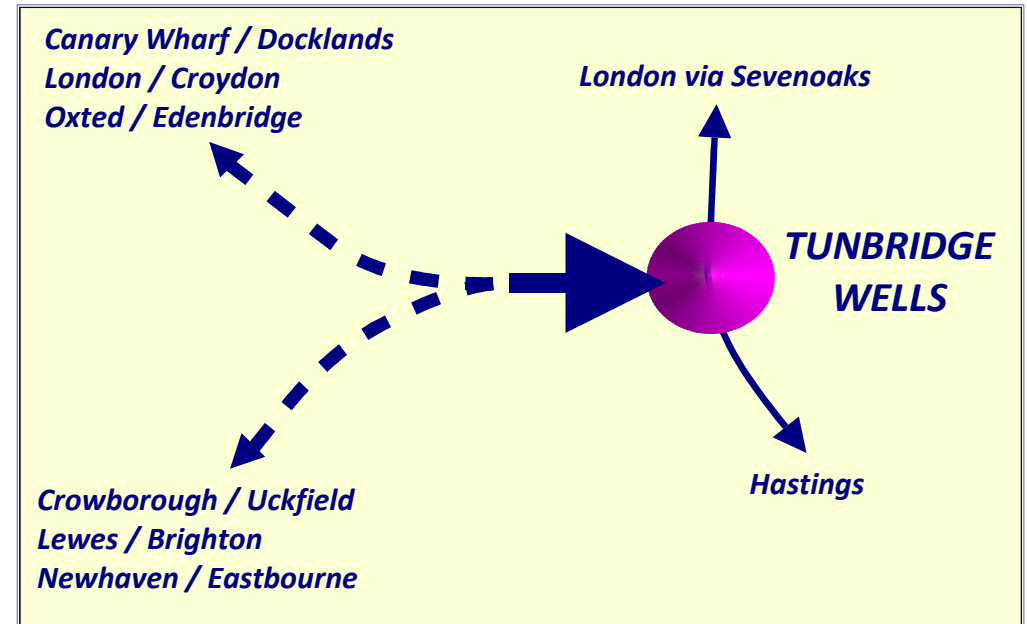 Canary Wharf / Docklands
London / Croydon
Oxted / Edenbridge
London via Sevenoaks
TUNBRIDGE
WELLS
Crowborough / Uckfield
Lewes / Brighton
Newhaven / Eastbourne
Hastings